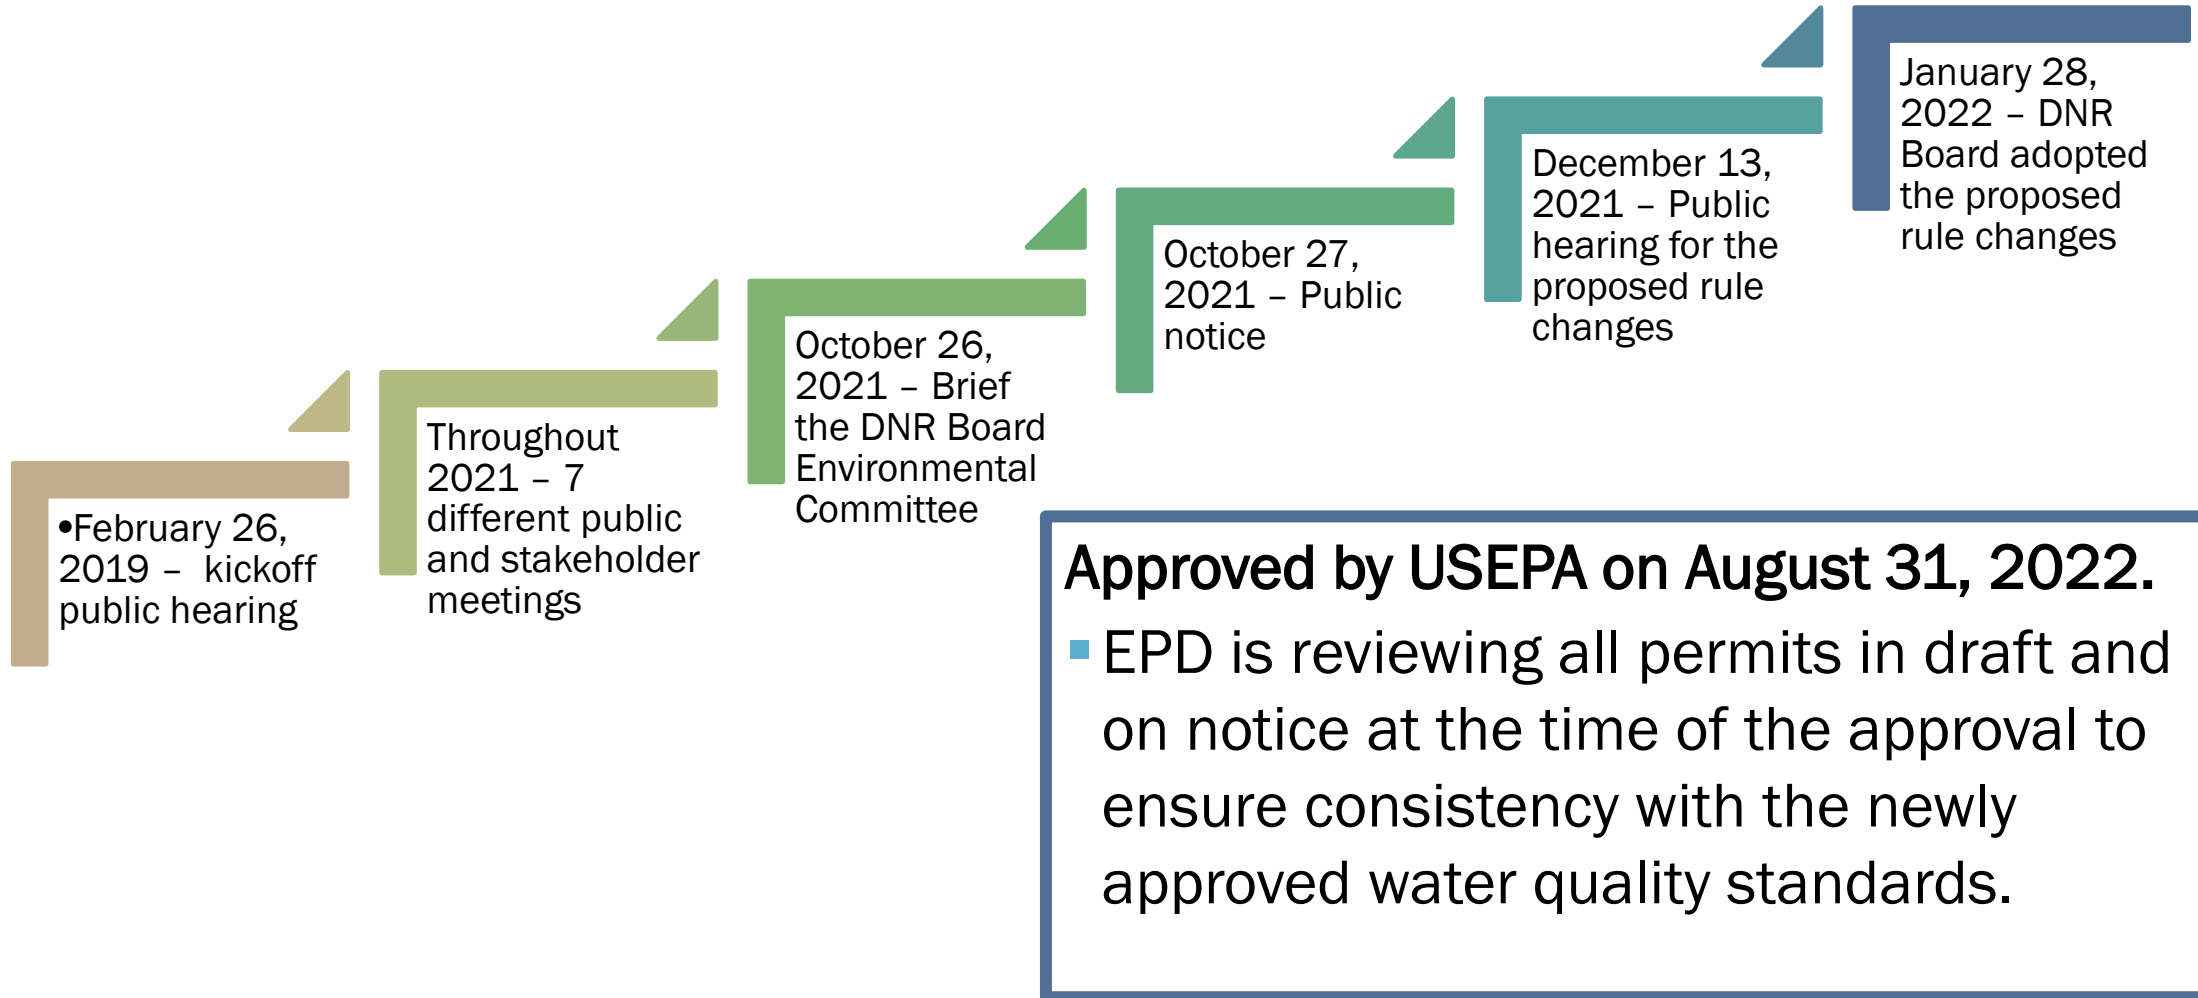 •February 26,
2019 –  kickoff
public hearing
Throughout
2021 – 7
different public
and stakeholder
meetings
October 26,
2021 – Brief
the DNR Board
Environmental
Committee
October 27,
2021 – Public
notice
December 13,
2021 – Public
hearing for the
proposed rule
changes
January 28,
2022 – DNR
Board adopted
the proposed
rule changes
Approved by USEPA on August 31, 2022.
▪EPD is reviewing all permits in draft and
on notice at the time of the approval to
ensure consistency with the newly
approved water quality standards.